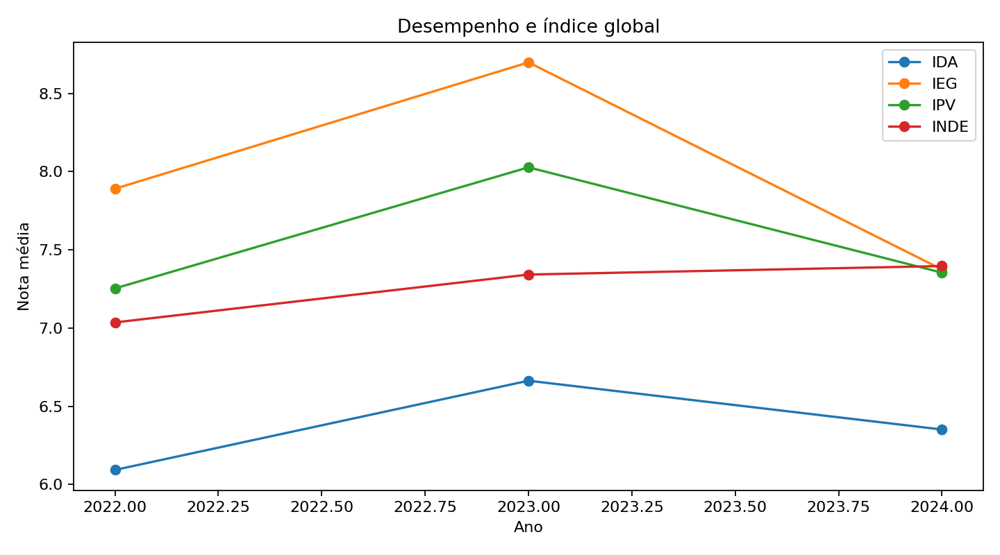 Desempenho e índice global
IDA
IEG
IPV
INDE
Nota média
8.5
8.0
7.5
7.0
6.5
6.0
2022.00 2022.25 2022.50 2022.75 2023.00 2023.25 2023.50 2023.75 2024.00
Ano